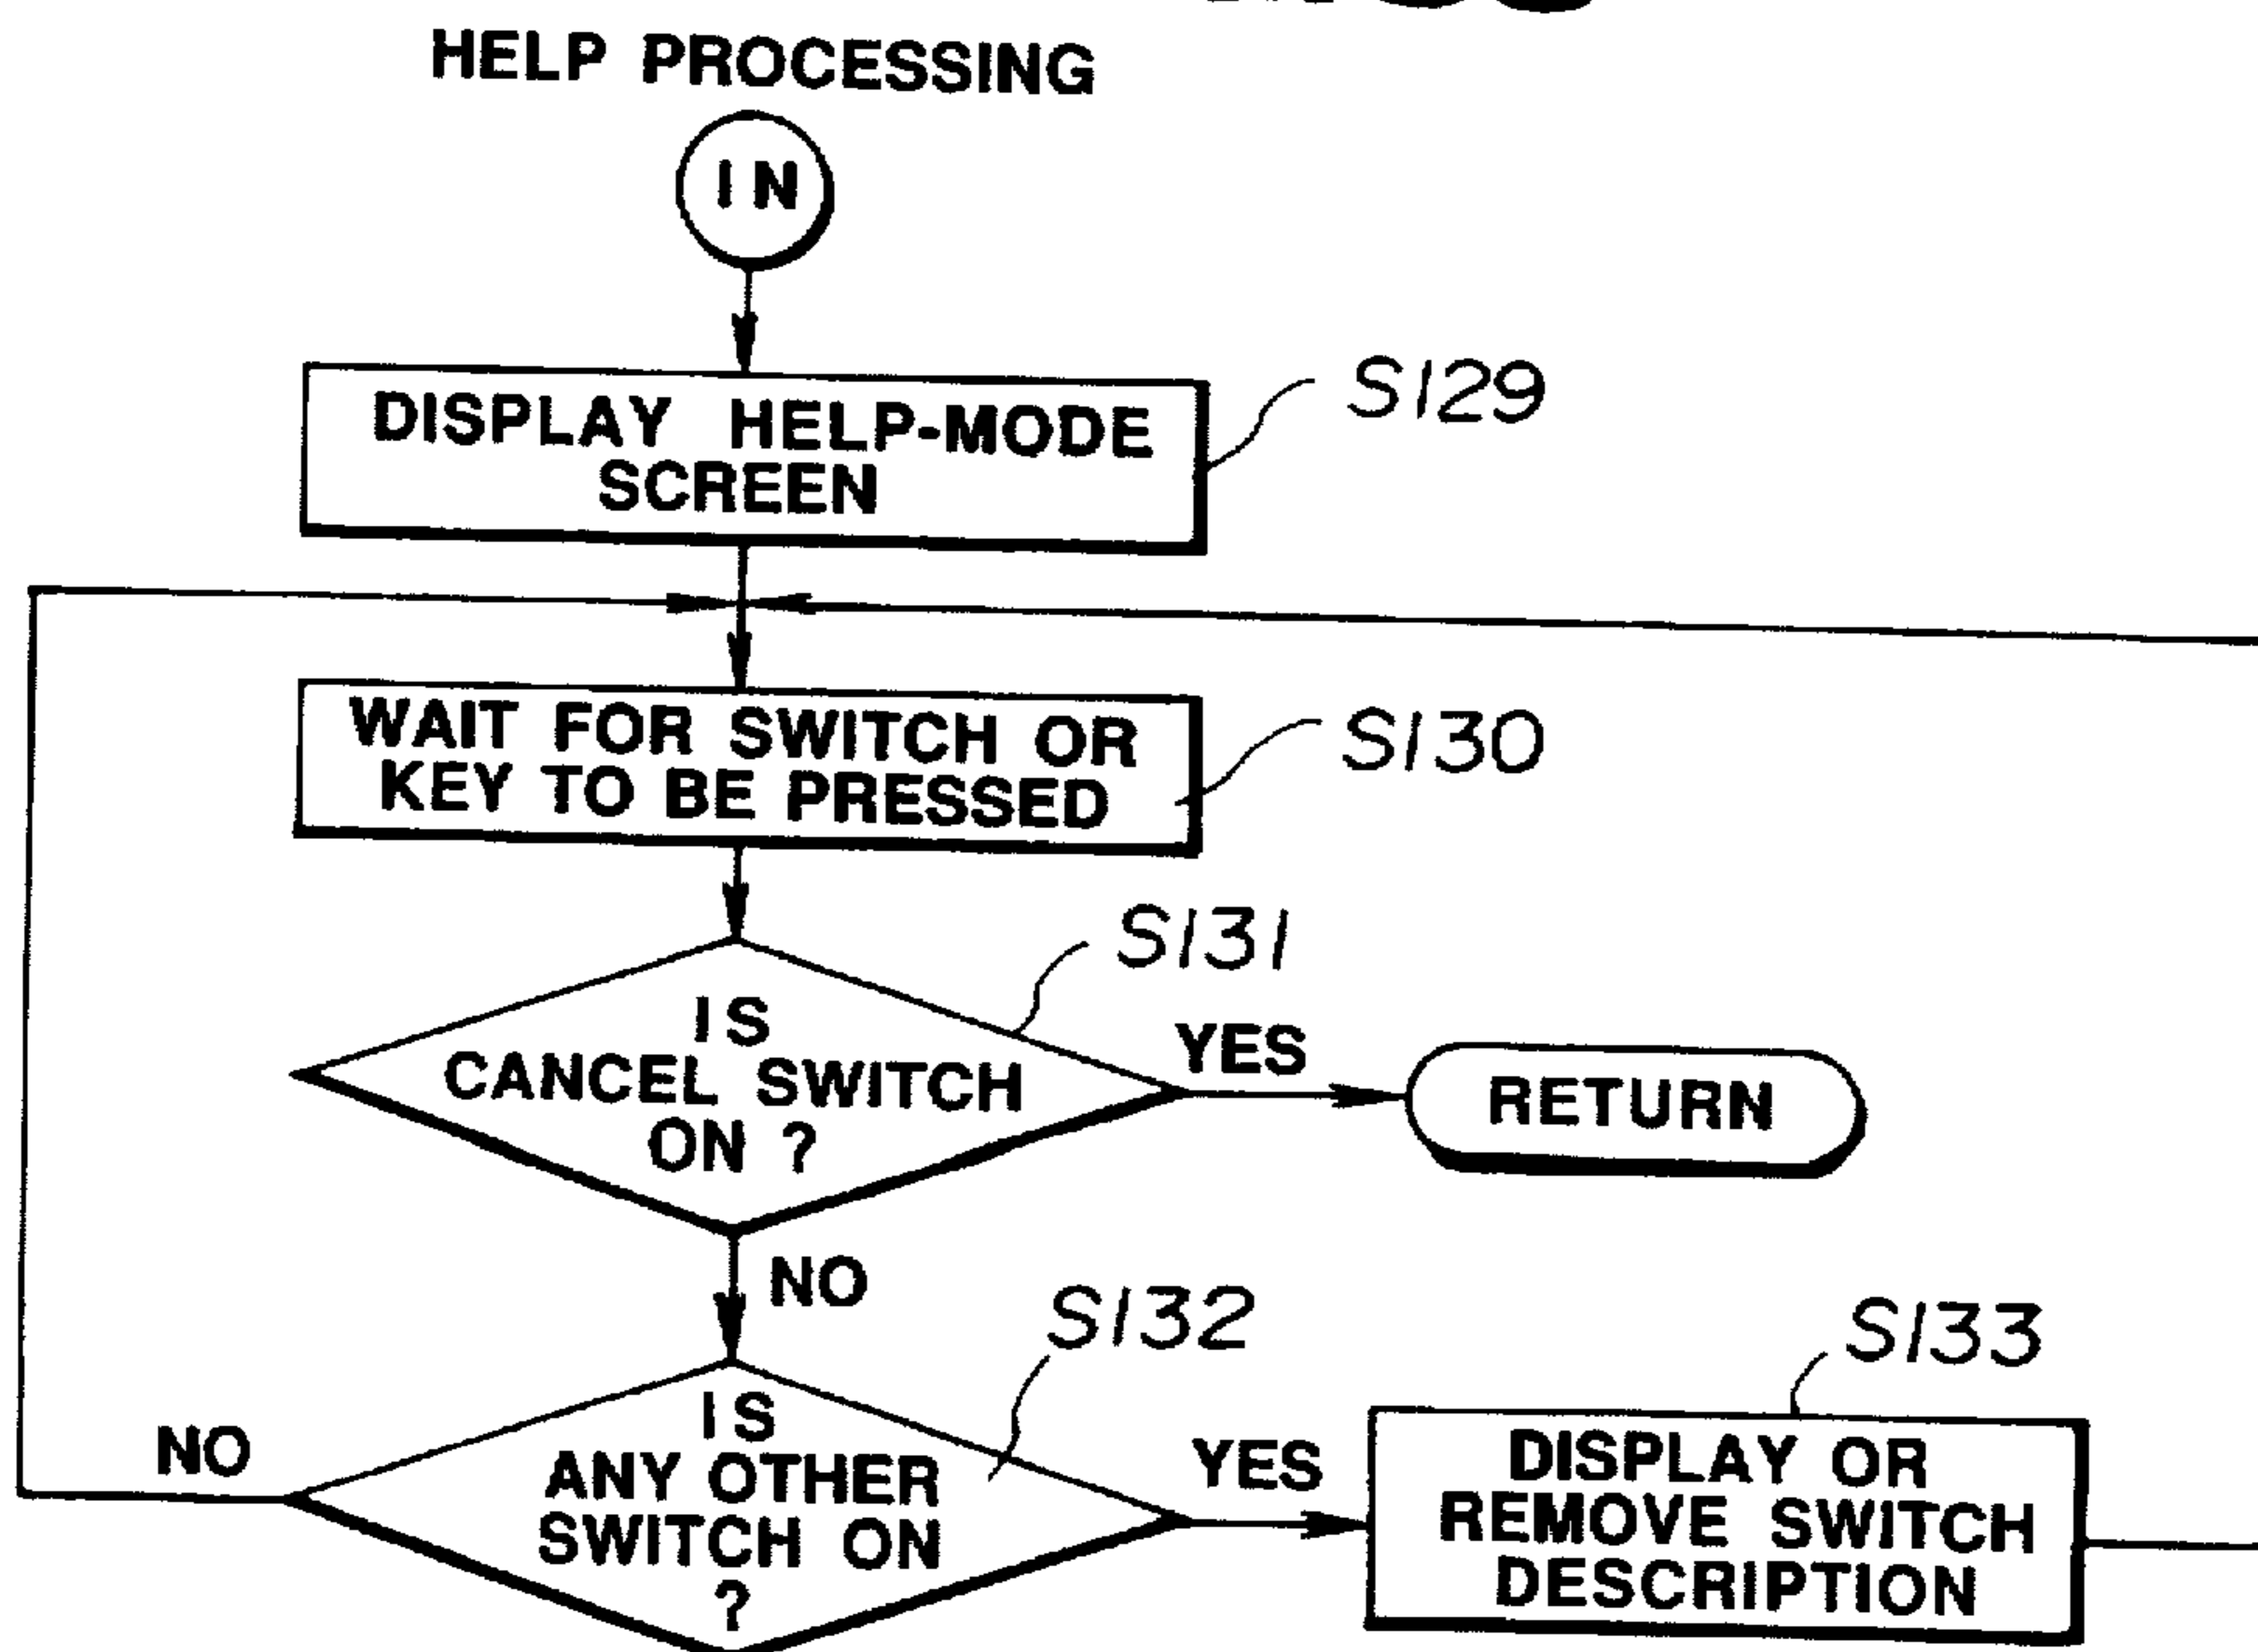 HELP PROCESSING
IN
DISPLAY HELP-MODE
SCREEN
S129
WAIT FOR SWITCH OR
KEY TO BE PRESSED
S130
S131
IS
CANCEL SWITCH
ON ?
YES
RETURN
NO
S132
S133
IS
ANY OTHER
SWITCH ON
?
NO
YES
DISPLAY OR
REMOVE SWITCH
DESCRIPTION